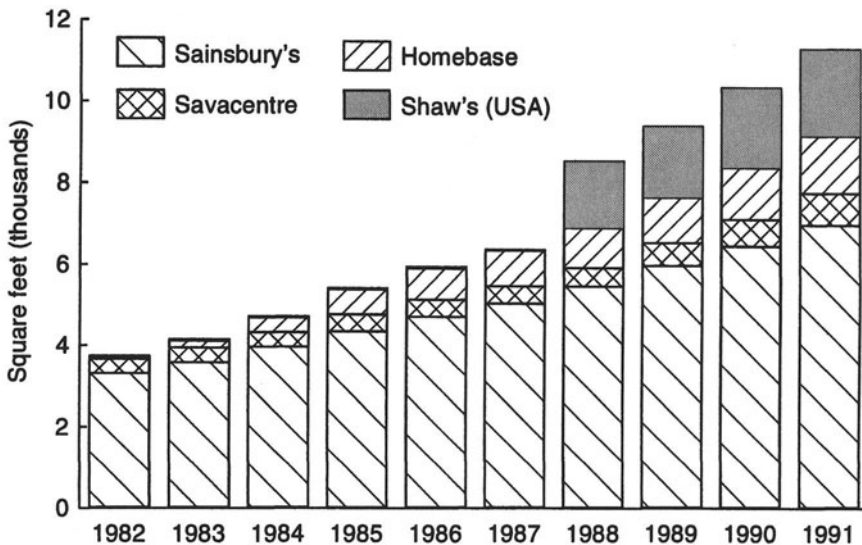 12
Sainsbury's
Homebase
Savacentre
Shaw's (USA)
10
8
6
4
2
0
Square feet (thousands)
1982 1983 1984 1985 1986 1987 1988 1989 1990 1991